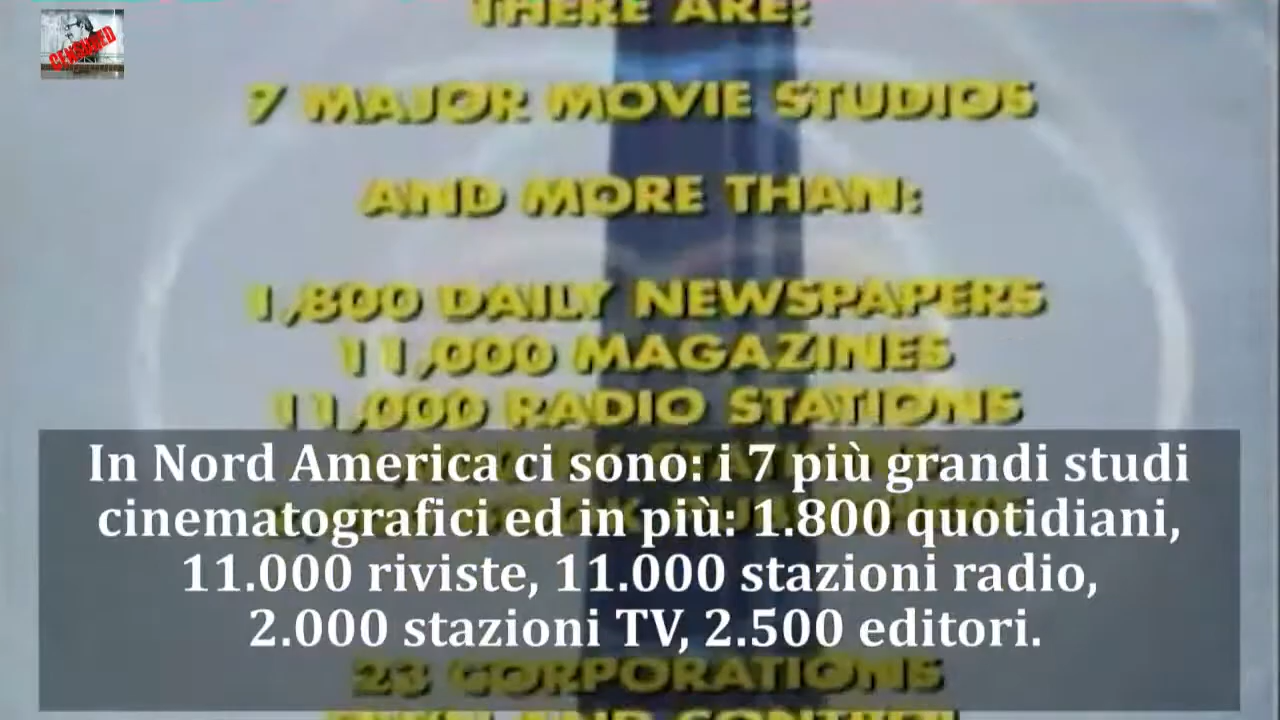 CENSORED
THERE ARE:
7 MAJOR MOVIE STUDIOS
AND MORE THAN:
1,800 DAILY NEWSPAPERS
11,000 MAGAZINES
11,000 RADIO STATIONS
In Nord America ci sono: i 7 più grandi studi
cinematografici ed in più: 1.800 quotidiani,
11.000 riviste, 11.000 stazioni radio,
2.000 stazioni TV, 2.500 editori.
23 CORPORATIONS